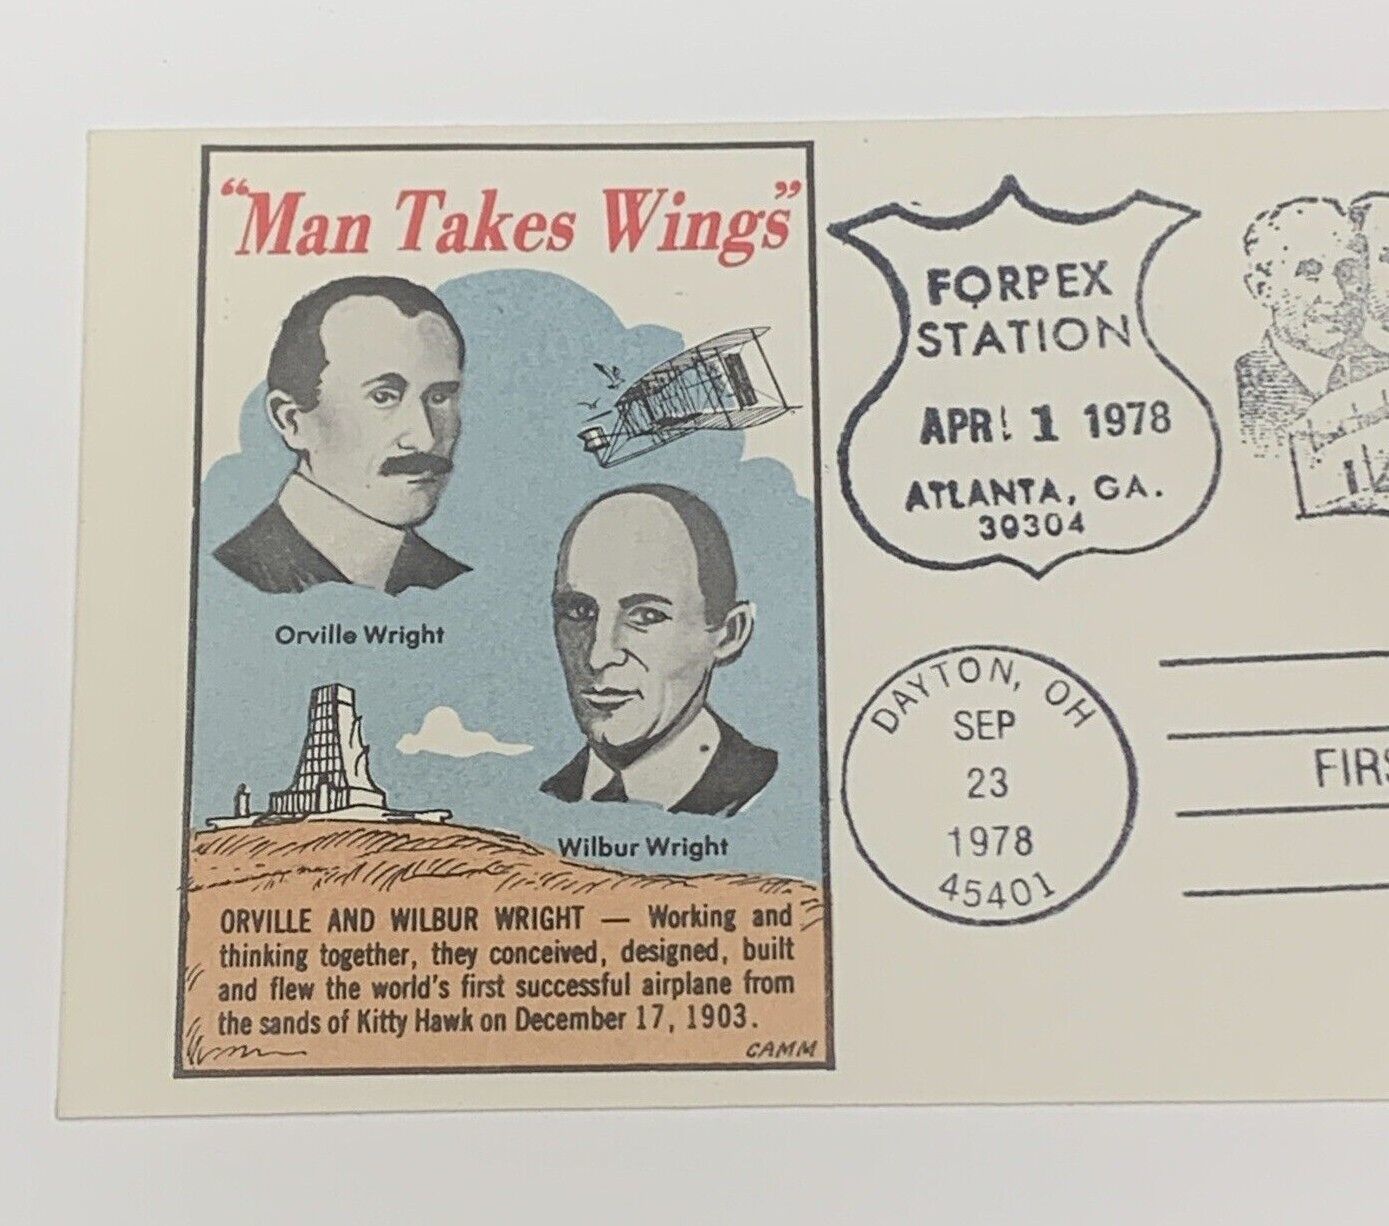 “Man Takes Wings”
Orville Wright
Wilbur Wright
ORVILLE AND WILBUR WRIGHT — Working and
thinking together, they conceived, designed, built
and flew the world's first successful airplane from
the sands of Kitty Hawk on December 17, 1903.
CAMM
FORPEX
STATION
APR 1 1978
ATLANTA, GA.
30304
DAYTON, OH
SEP
23
1978
45401